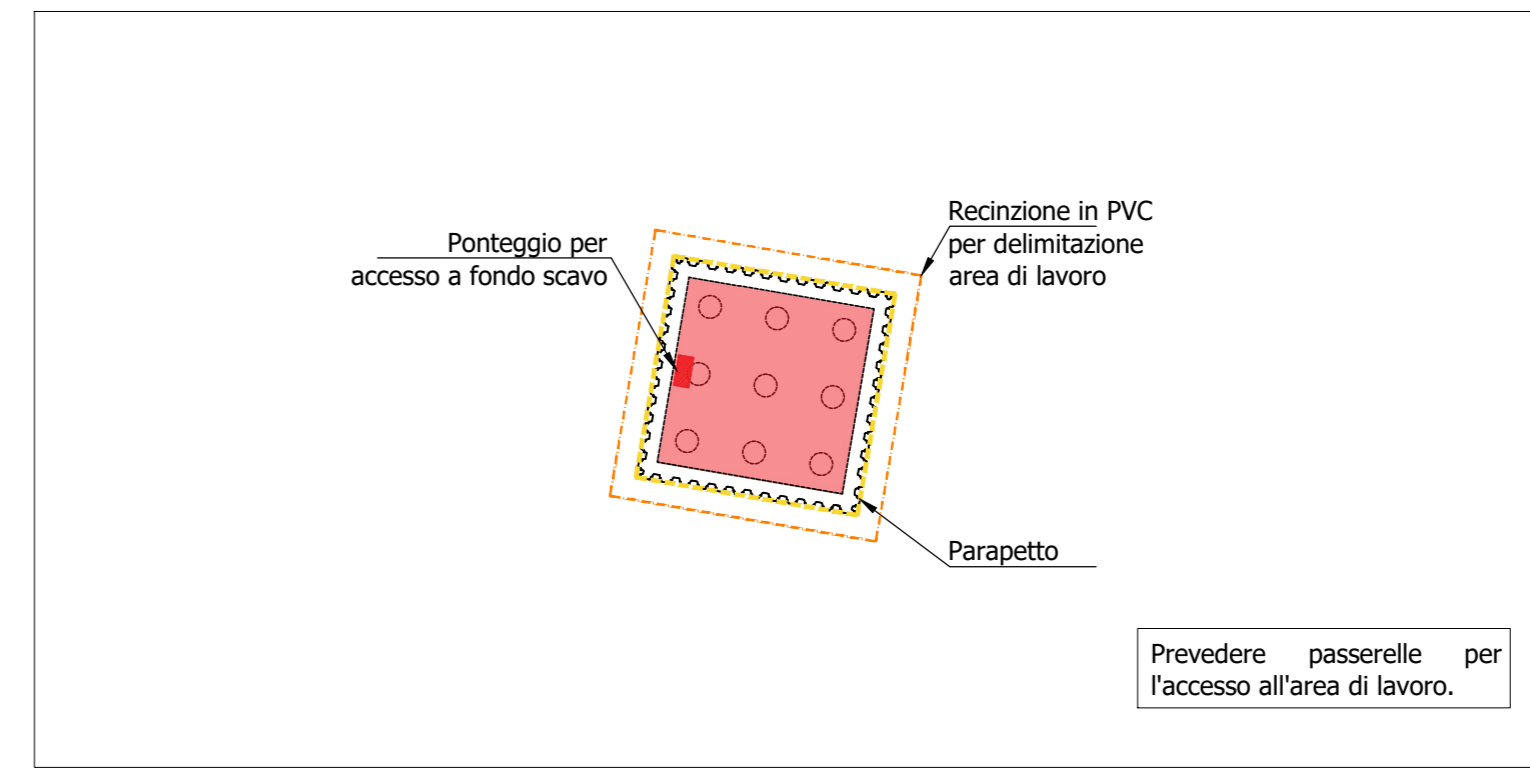 Ponteggio per
accesso a fondo scavo
Recinzione in PVC
per delimitazione
area di lavoro
Parapetto
Prevedere passerelle per
l'accesso all'area di lavoro.